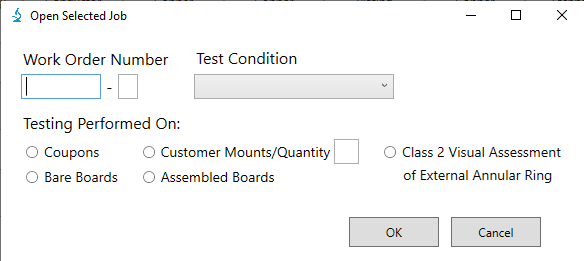 Open Selected Job
Work Order Number
Test Condition
-
Testing Performed On:
Coupons
Customer Mounts/Quantity
Class 2 Visual Assessment
of External Annular Ring
Bare Boards
Assembled Boards
OK
Cancel